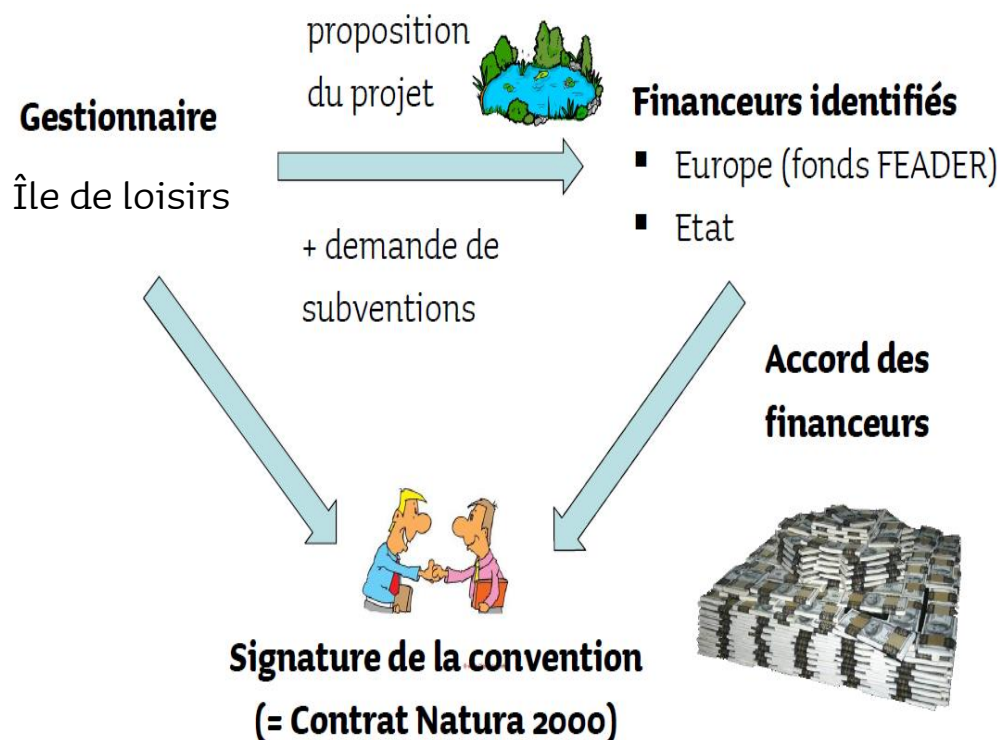 proposition
du projet
Gestionnaire
Île de loisirs
Financeurs identifiés
▪ Europe (fonds FEADER)
▪ Etat
+ demande de
subventions
Accord des
financeurs
Signature de la convention
(= Contrat Natura 2000)